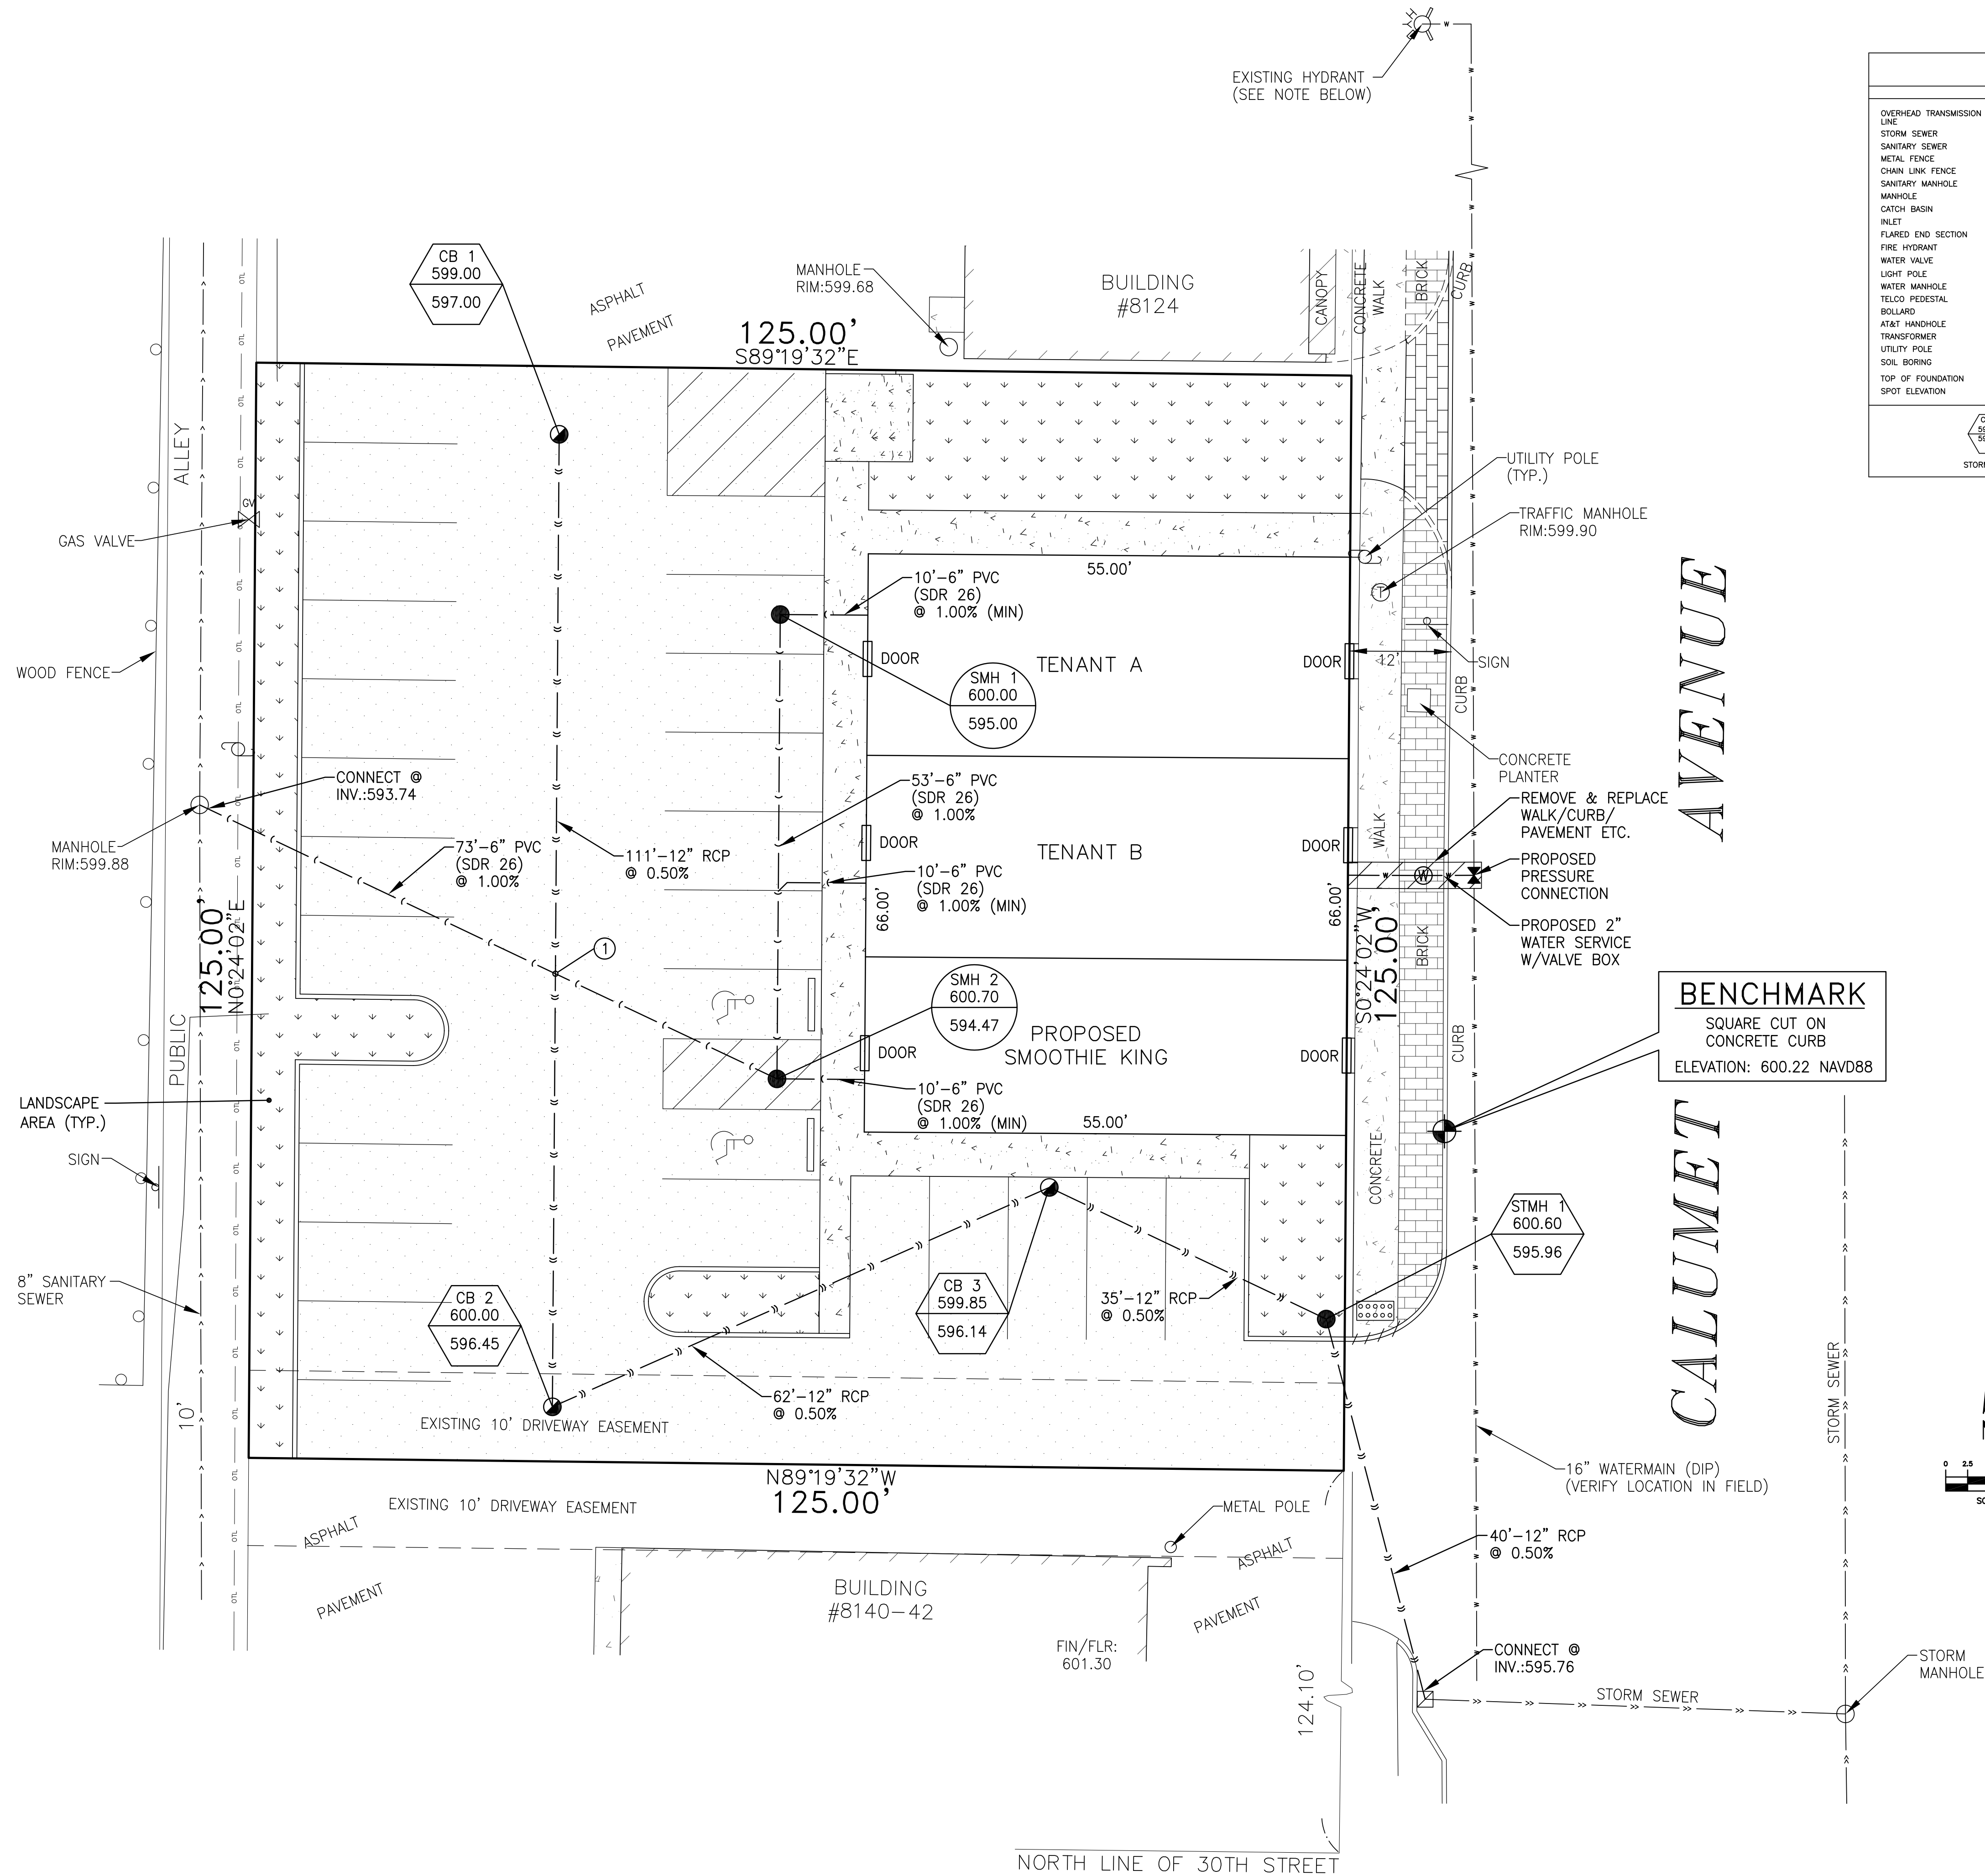 EXISTING HYDRANT
(SEE NOTE BELOW)
HY
OVERHEAD TRANSMISSION
LINE
STORM SEWER
SANITARY SEWER
METAL FENCE
CHAIN LINK FENCE
SANITARY MANHOLE
MANHOLE
CATCH BASIN
INLET
FLARED END SECTION
FIRE HYDRANT
WATER VALVE
LIGHT POLE
WATER MANHOLE
TELCO PEDESTAL
BOLLARD
AT&T HANDHOLE
TRANSFORMER
UTILITY POLE
SOIL BORING
TOP OF FOUNDATION
SPOT ELEVATION
CB 1
599.00
597.00
ASPHALT
PAVEMENT
125.00'
S89°19'32"E
MANHOLE
RIM:599.68
BUILDING
#8124
CANOPY
CONCRETE
WALK
BRICK
CURB
ALLEY
GV
GAS VALVE
WOOD FENCE
UTILITY POLE
(TYP.)
TRAFFIC MANHOLE
RIM:599.90
T
55.00'
10'-6" PVC
(SDR 26)
@ 1.00% (MIN)
DOOR
TENANT A
DOOR
12'
SIGN
SMH 1
600.00
595.00
CURB
CONCRETE
PLANTER
AVENUE
CONNECT @
INV.:593.74
MANHOLE
RIM:599.88
73'-6" PVC
(SDR 26)
@ 1.00%
111'-12" RCP
@ 0.50%
53'-6" PVC
(SDR 26)
@ 1.00%
DOOR
TENANT B
DOOR
WALK
REMOVE & REPLACE
WALK/CURB/
PAVEMENT ETC.
PROPOSED
PRESSURE
CONNECTION
W
10'-6" PVC
(SDR 26)
@ 1.00% (MIN)
66.00'
66.00'
PROPOSED 2"
WATER SERVICE
W/VALVE BOX
BRICK
125.00'
N0°24'02"E
S0°24'02"W
125.00'
1
SMH 2
600.70
594.47
PROPOSED
SMOOTHIE KING
DOOR
DOOR
CURB
BENCHMARK
SQUARE CUT ON
CONCRETE CURB
ELEVATION: 600.22 NAVD88
PUBLIC
LANDSCAPE
AREA (TYP.)
SIGN
10'-6" PVC
(SDR 26)
@ 1.00% (MIN)
55.00'
CONCRETE
CALUMET
STMH 1
600.60
595.96
8" SANITARY
SEWER
CB 2
600.00
596.45
CB 3
599.85
596.14
35'-12" RCP
@ 0.50%
62'-12" RCP
@ 0.50%
10'
EXISTING 10' DRIVEWAY EASEMENT
STORM SEWER
N89°19'32"W
125.00'
16" WATERMAIN (DIP)
(VERIFY LOCATION IN FIELD)
0 2.5
EXISTING 10' DRIVEWAY EASEMENT
METAL POLE
ASPHALT
PAVEMENT
ASPHALT
PAVEMENT
40'-12" RCP
@ 0.50%
BUILDING
#8140-42
FIN/FLR:
601.30
CONNECT @
INV.:595.76
STORM SEWER
STORM
MANHOLE
124.10'
NORTH LINE OF 30TH STREET